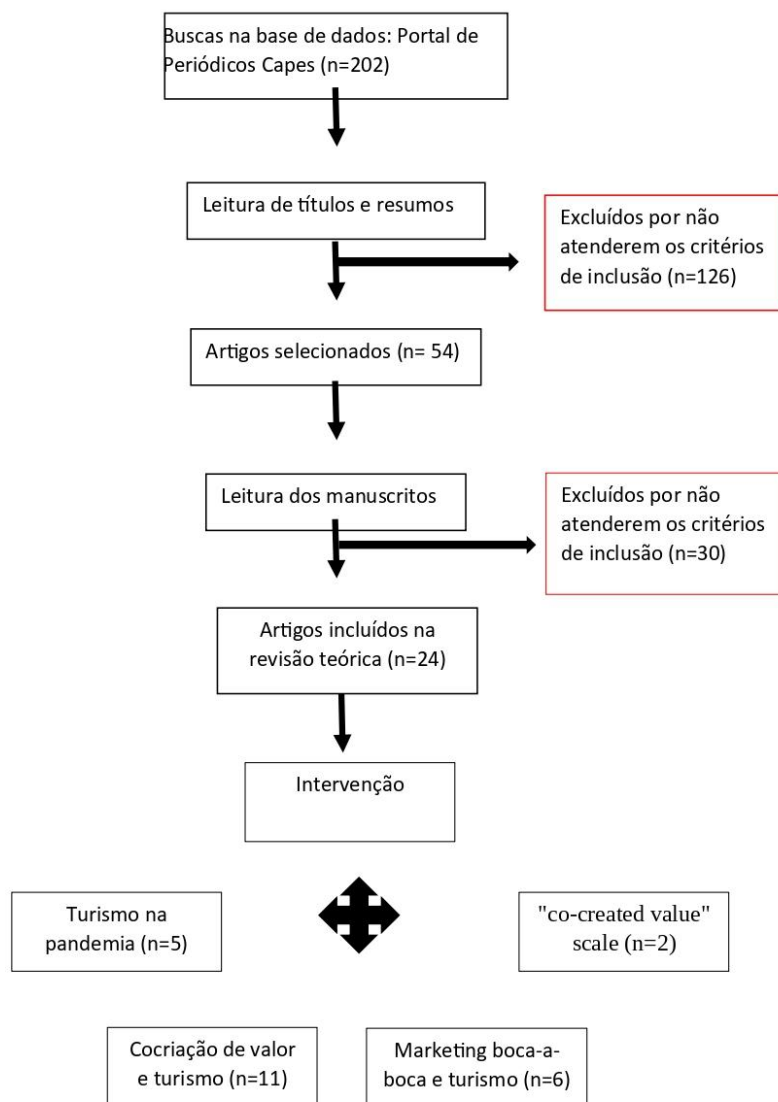 Buscas na base de dados: Portal de
Periódicos Capes (n=202)
Leitura de títulos e resumos
Excluídos por não
atenderem os critérios
de inclusão (n=126)
Artigos selecionados (n= 54)
Leitura dos manuscritos
Excluídos por não
atenderem os critérios
de inclusão (n=30)
Artigos incluídos na
revisão teórica (n=24)
Intervenção
Turismo na
pandemia (n=5)
"co-created value"
scale (n=2)
Cocriação de valor
e turismo (n=11)
Marketing boca-a-
boca e turismo (n=6)